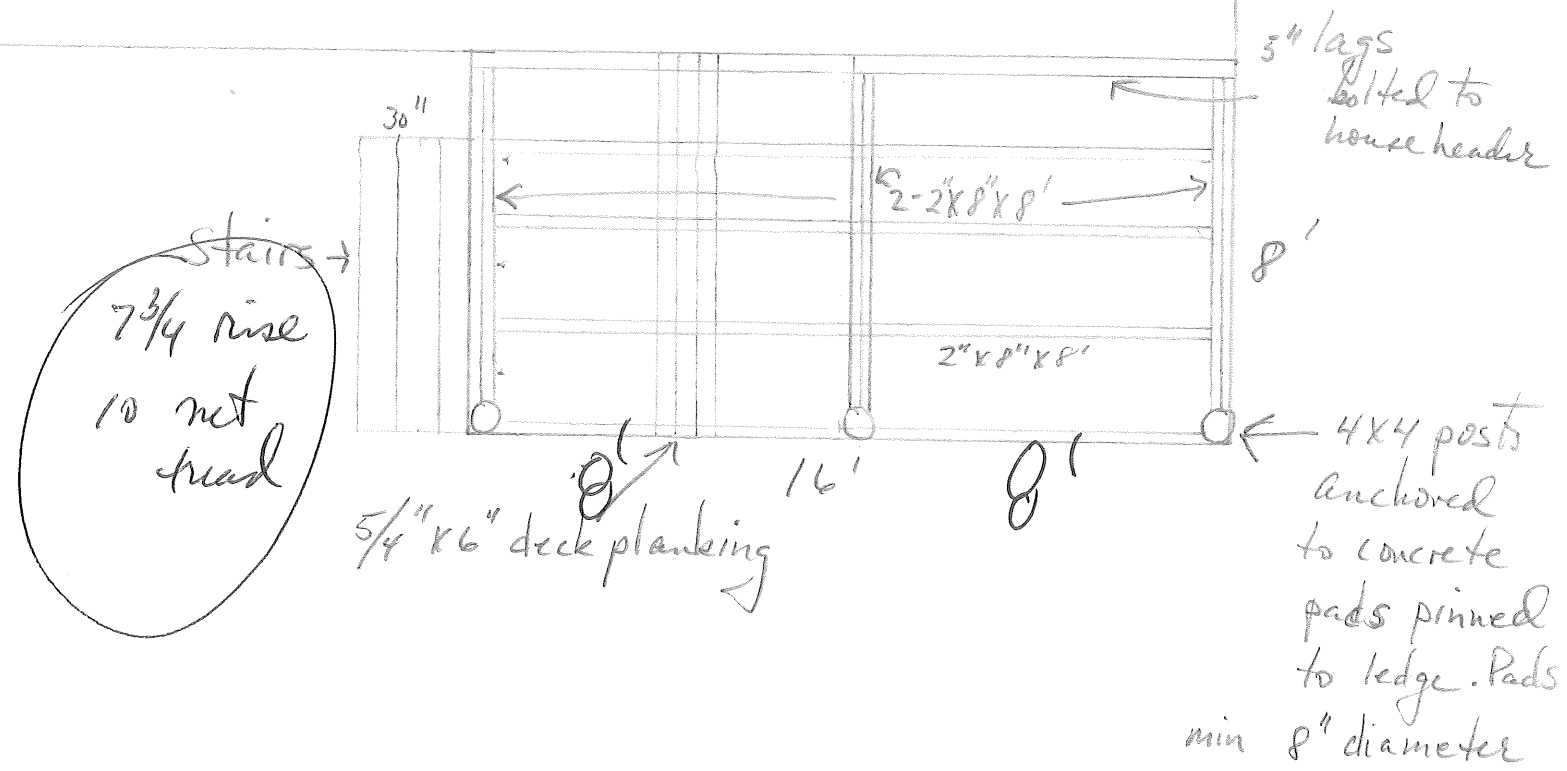 5" lags
bolted to
house header
30"
2-2"X8"X8'
stairs →
8'
7 3/4 rise
10 net
tread
2"X8"X8'
8'
16'
8'
5/4"X6" deck planking
4X4 posts
anchored
to concrete
pads pinned
to ledge. Pads
min 8" diameter